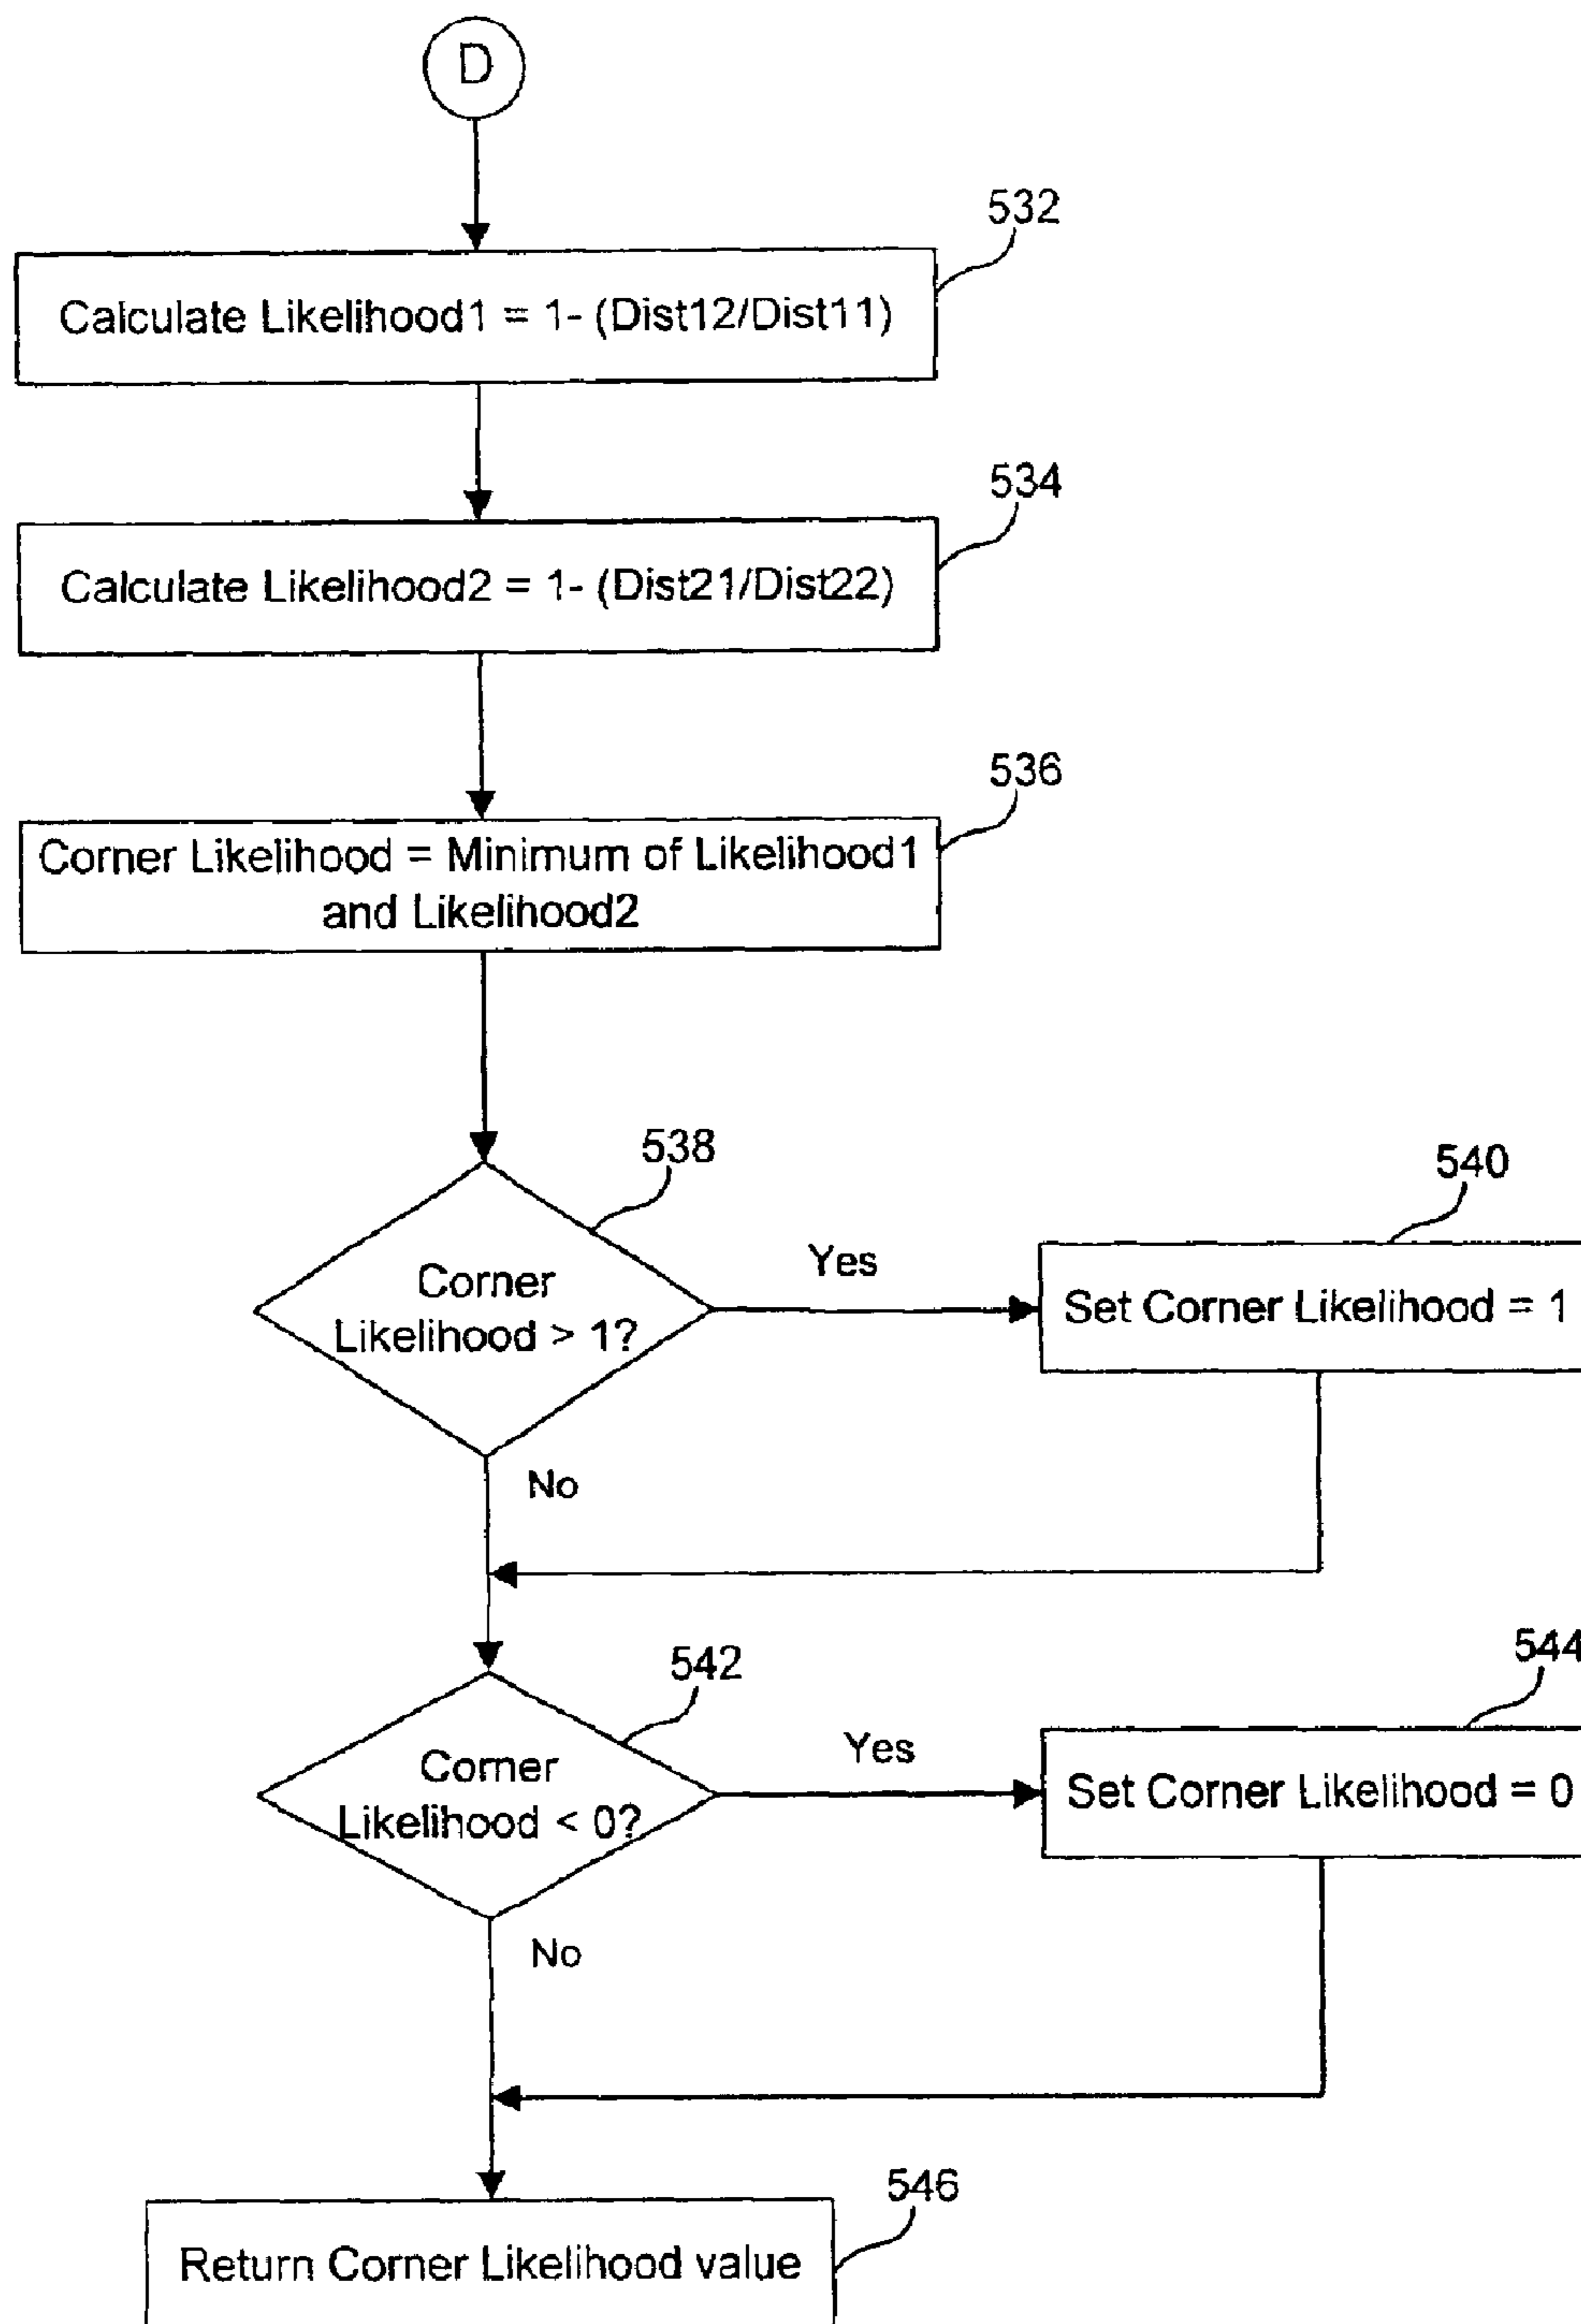 D
532
Calculate Likelihood1 = 1- (Dist12/Dist11)
534
Calculate Likelihood2 = 1- (Dist21/Dist22)
536
Corner Likelihood = Minimum of Likelihood1
and Likelihood2
538
Corner
Likelihood > 1?
Yes
540
Set Corner Likelihood = 1
No
542
Corner
Likelihood < 0?
Yes
544
Set Corner Likelihood = 0
No
546
Return Corner Likelihood value